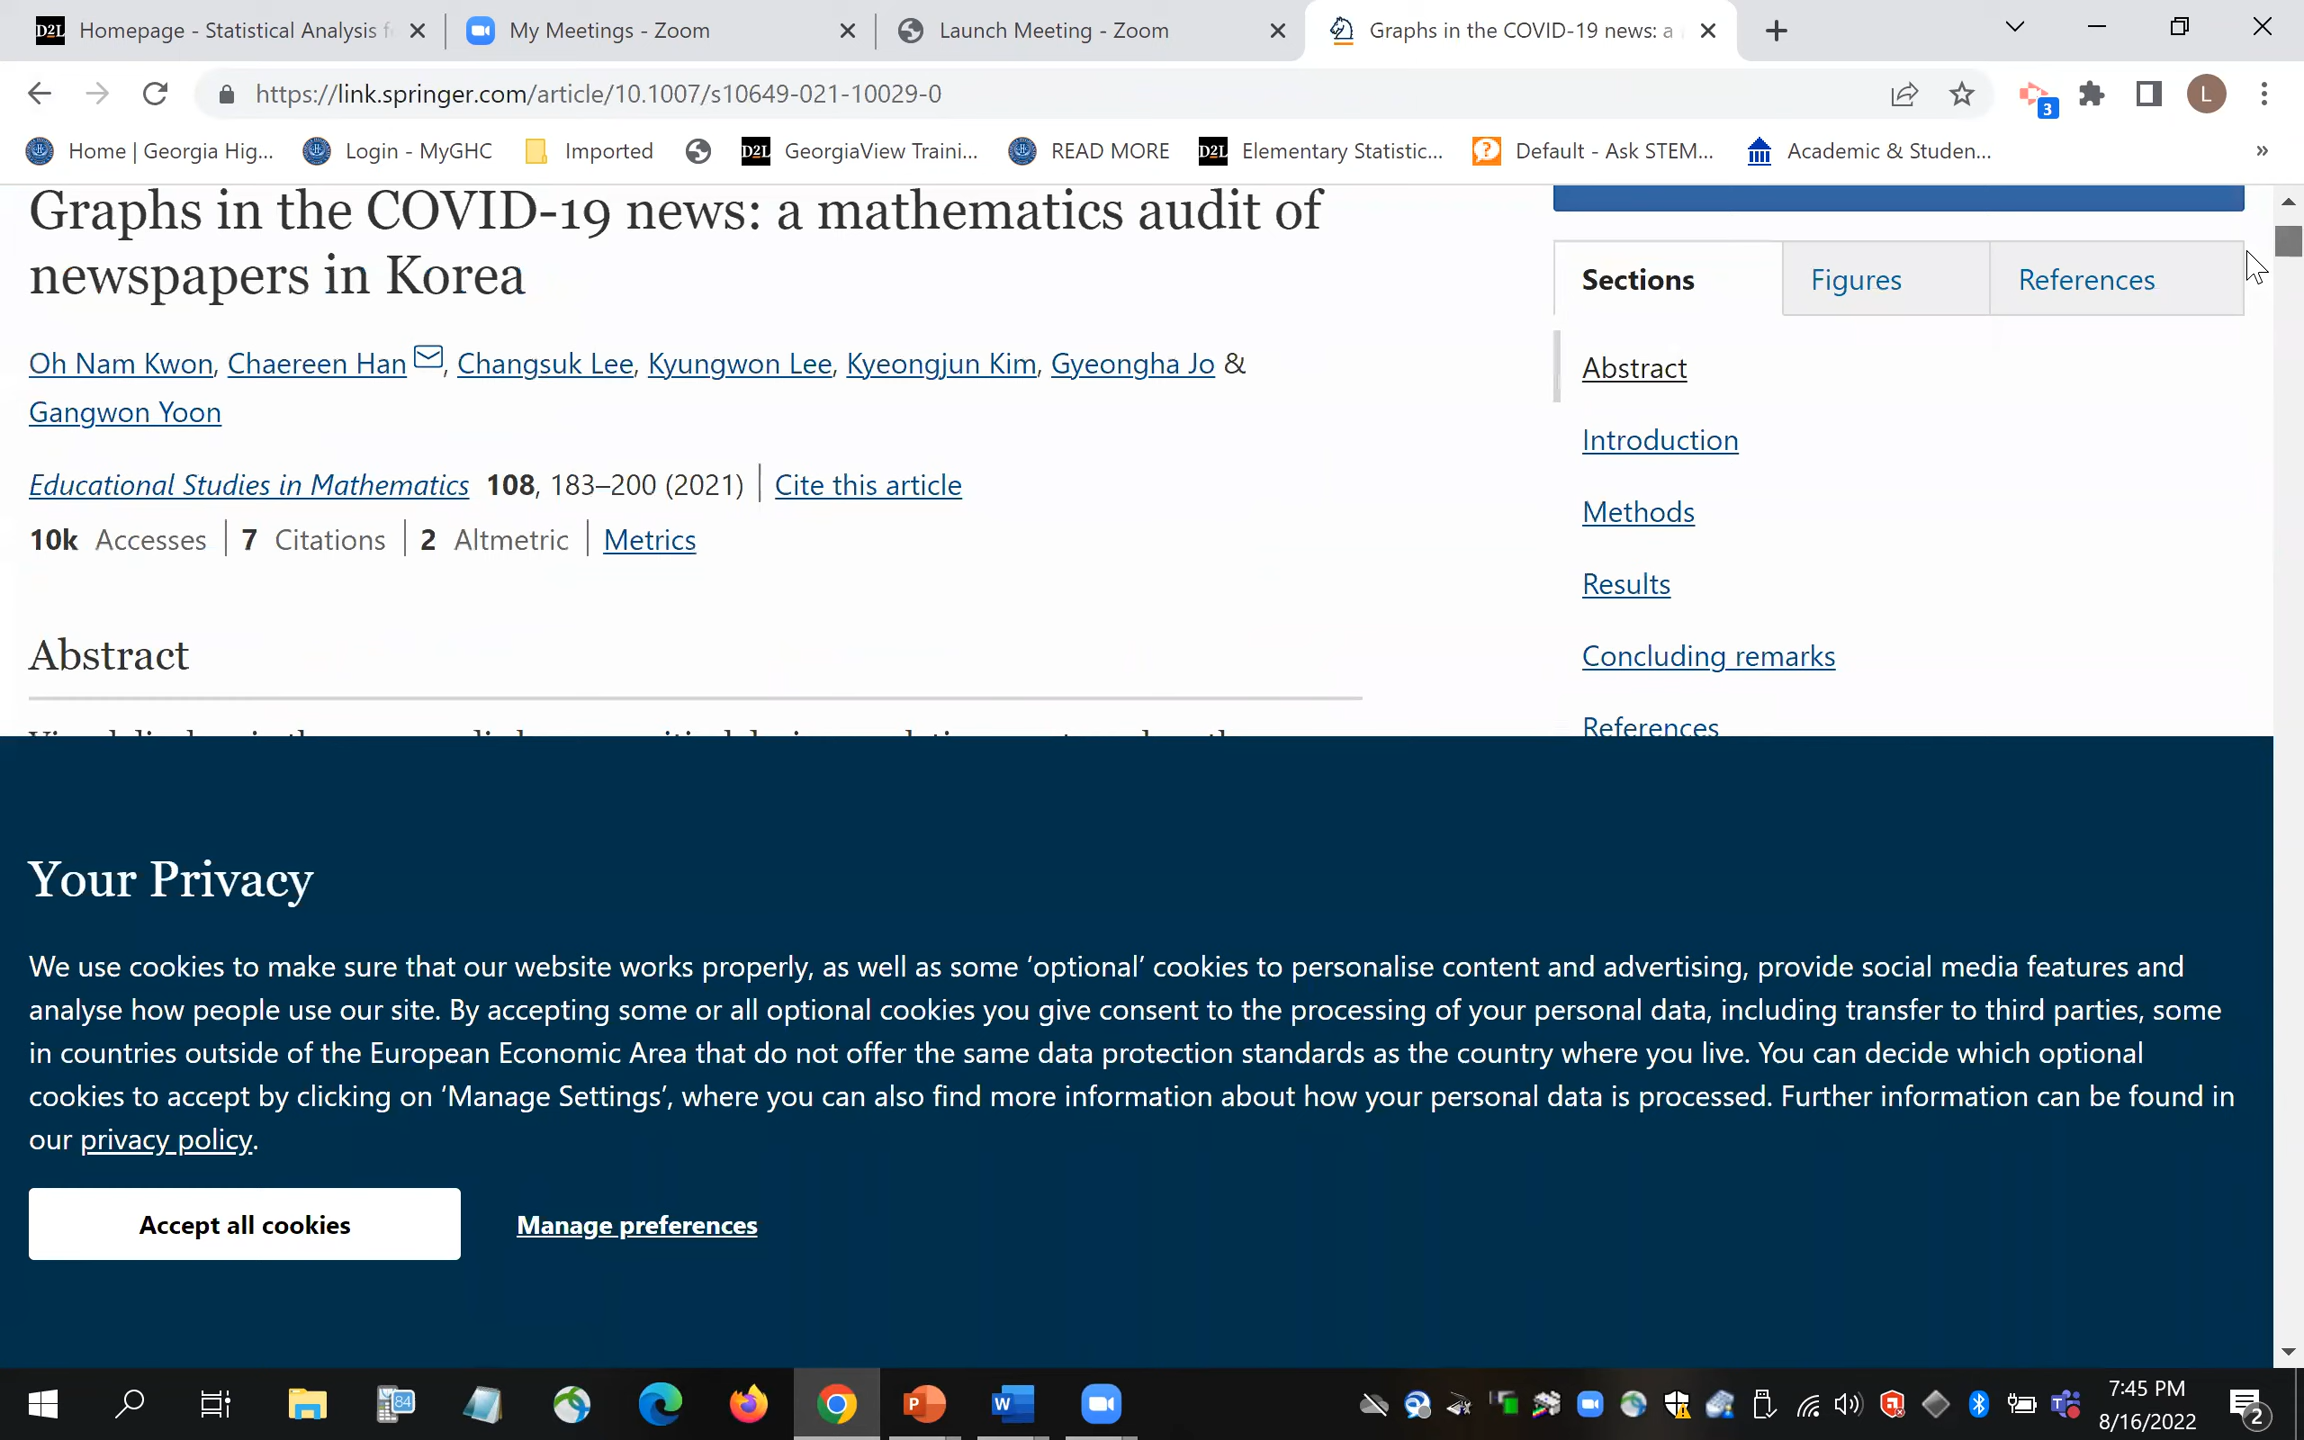 D2L Homepage - Statistical Analysis f
My Meetings - Zoom
Launch Meeting - Zoom
Graphs in the COVID-19 news: a
https://link.springer.com/article/10.1007/s10649-021-10029-0
3
L
Home | Georgia Hig...
Login - MyGHC
Imported
D2L GeorgiaView Traini...
READ MORE
D2L Elementary Statistic...
Default - Ask STEM...
Academic & Studen...
»
Graphs in the COVID-19 news: a mathematics audit of
newspapers in Korea
Oh Nam Kwon, Chaereen Han, Changsuk Lee, Kyungwon Lee, Kyeongjun Kim, Gyeongha Jo &
Gangwon Yoon
Educational Studies in Mathematics 108, 183–200 (2021) | Cite this article
10k Accesses | 7 Citations | 2 Altmetric | Metrics
Abstract
Sections
Figures
References
Abstract
Introduction
Methods
Results
Concluding remarks
References
Your Privacy
We use cookies to make sure that our website works properly, as well as some ‘optional’ cookies to personalise content and advertising, provide social media features and
analyse how people use our site. By accepting some or all optional cookies you give consent to the processing of your personal data, including transfer to third parties, some
in countries outside of the European Economic Area that do not offer the same data protection standards as the country where you live. You can decide which optional
cookies to accept by clicking on ‘Manage Settings’, where you can also find more information about how your personal data is processed. Further information can be found in
our privacy policy.
Accept all cookies
Manage preferences
84
P
W
7:45 PM
8/16/2022
2